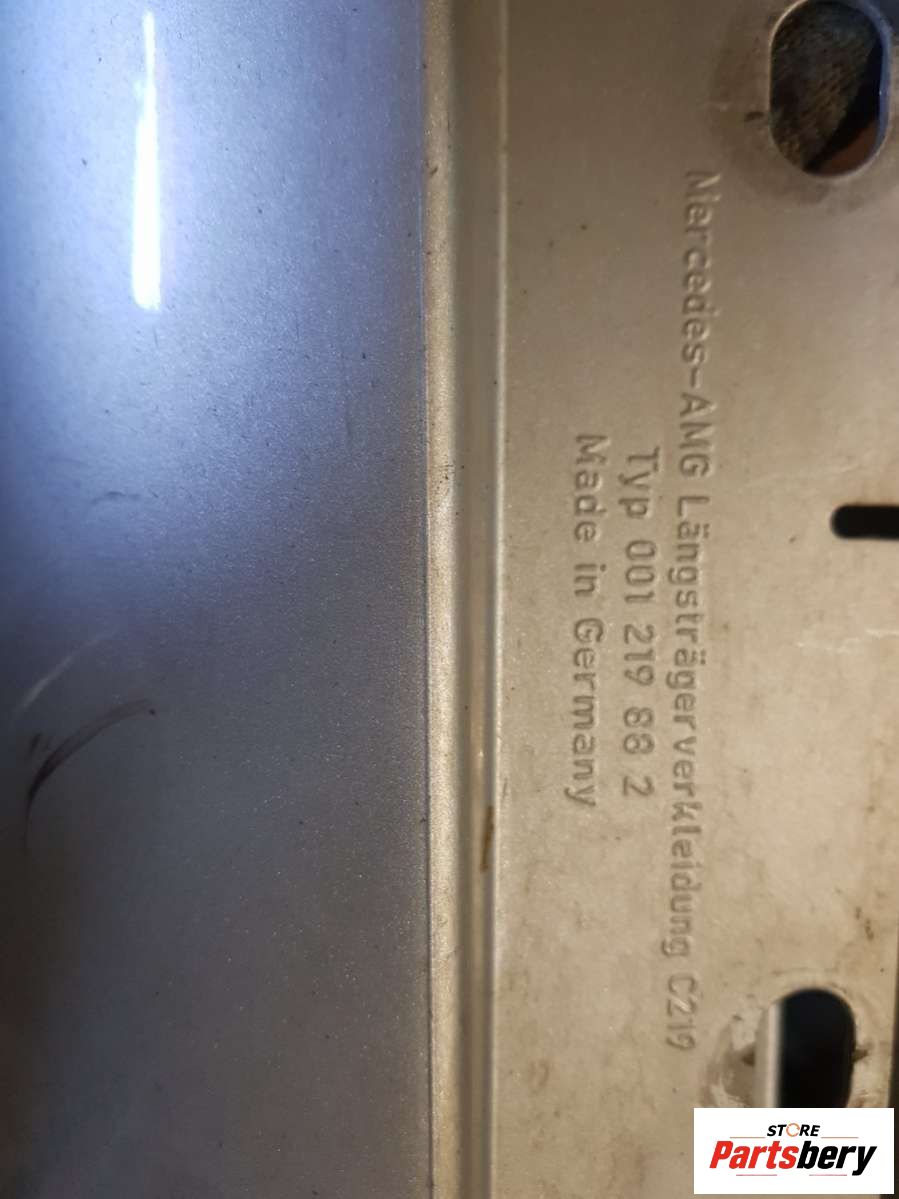 Mercedes-AMG Längsträgerverkleidung C219
Typ 001 219 88 2
Made in Germany
STORE
Partsbery